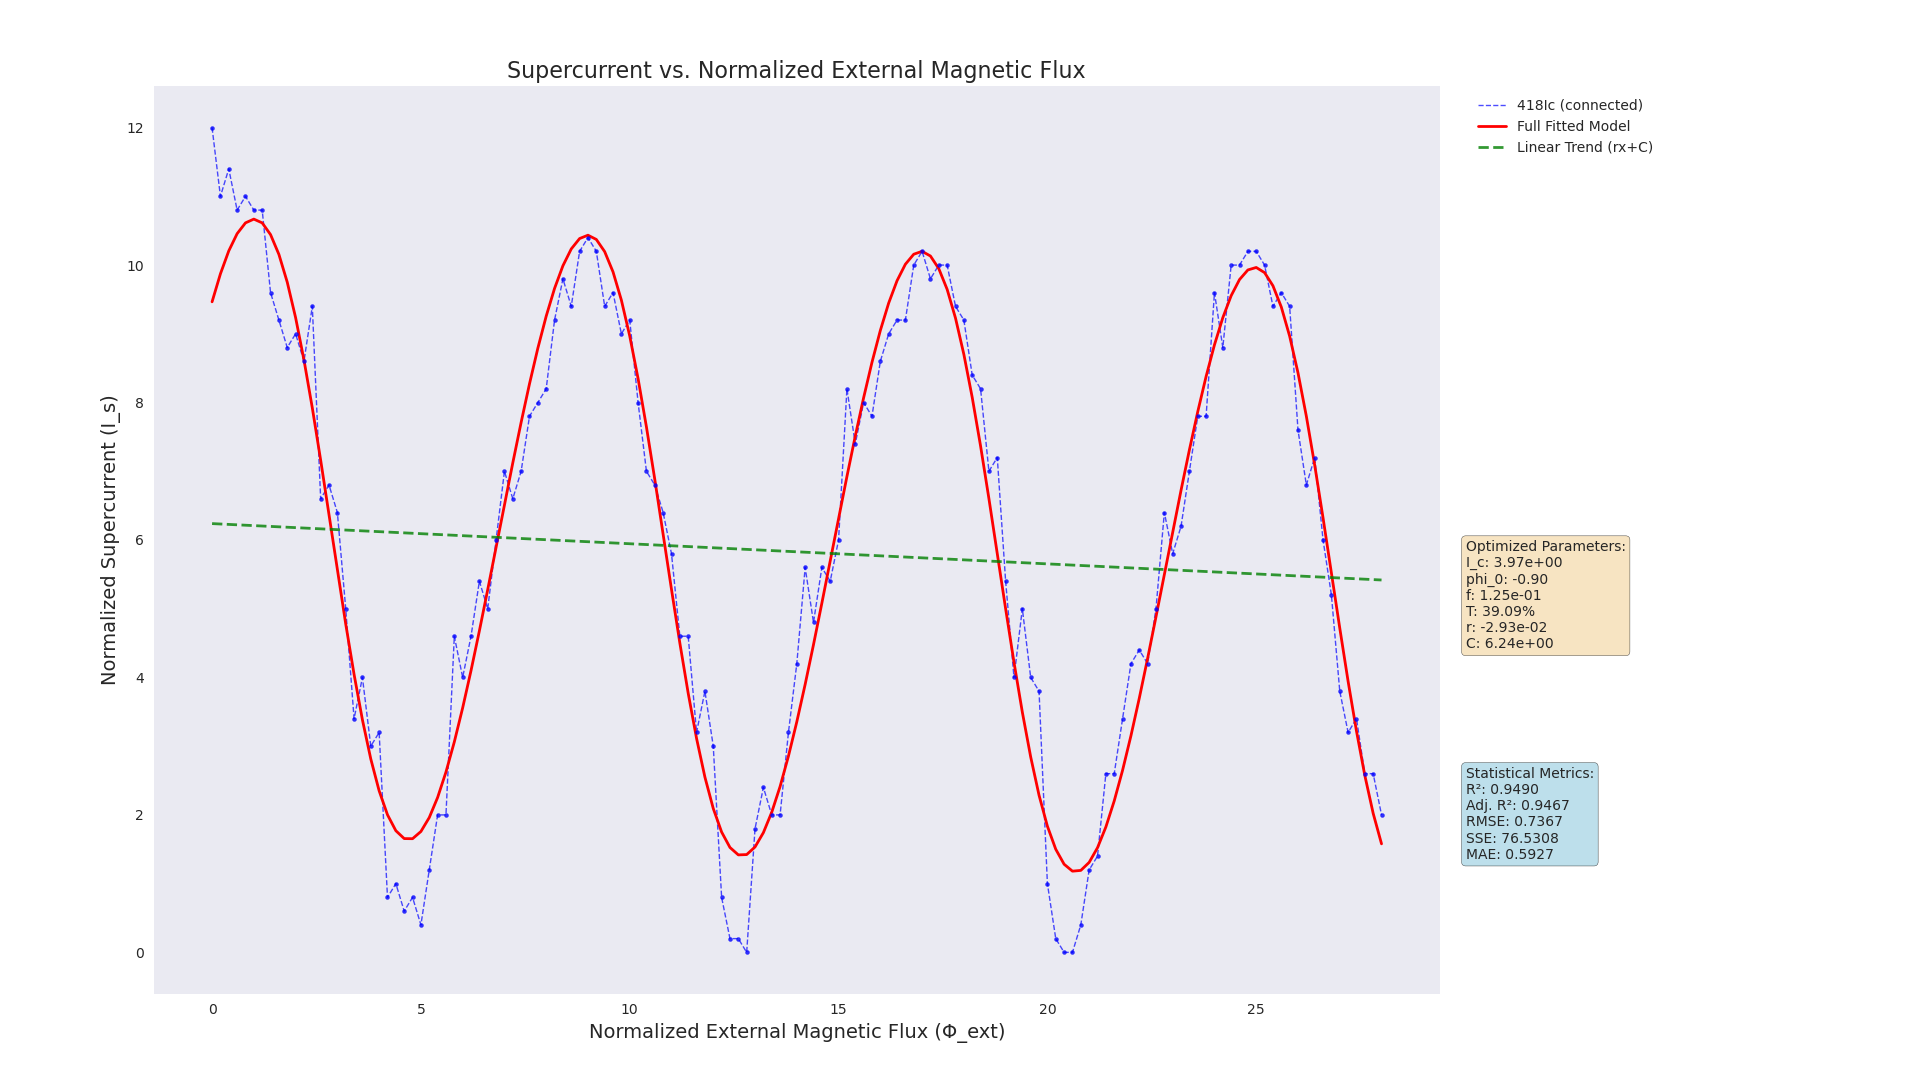 Supercurrent vs. Normalized External Magnetic Flux
418Ic (connected)
Full Fitted Model
Linear Trend (rx+C)
Normalized Supercurrent (I_s)
12
10
8
6
4
2
0
0 5 10 15 20 25
Normalized External Magnetic Flux (Φ_ext)
Optimized Parameters:
I_c: 3.97e+00
phi_0: -0.90
f: 1.25e-01
T: 39.09%
r: -2.93e-02
C: 6.24e+00
Statistical Metrics:
R²: 0.9490
Adj. R²: 0.9467
RMSE: 0.7367
SSE: 76.5308
MAE: 0.5927